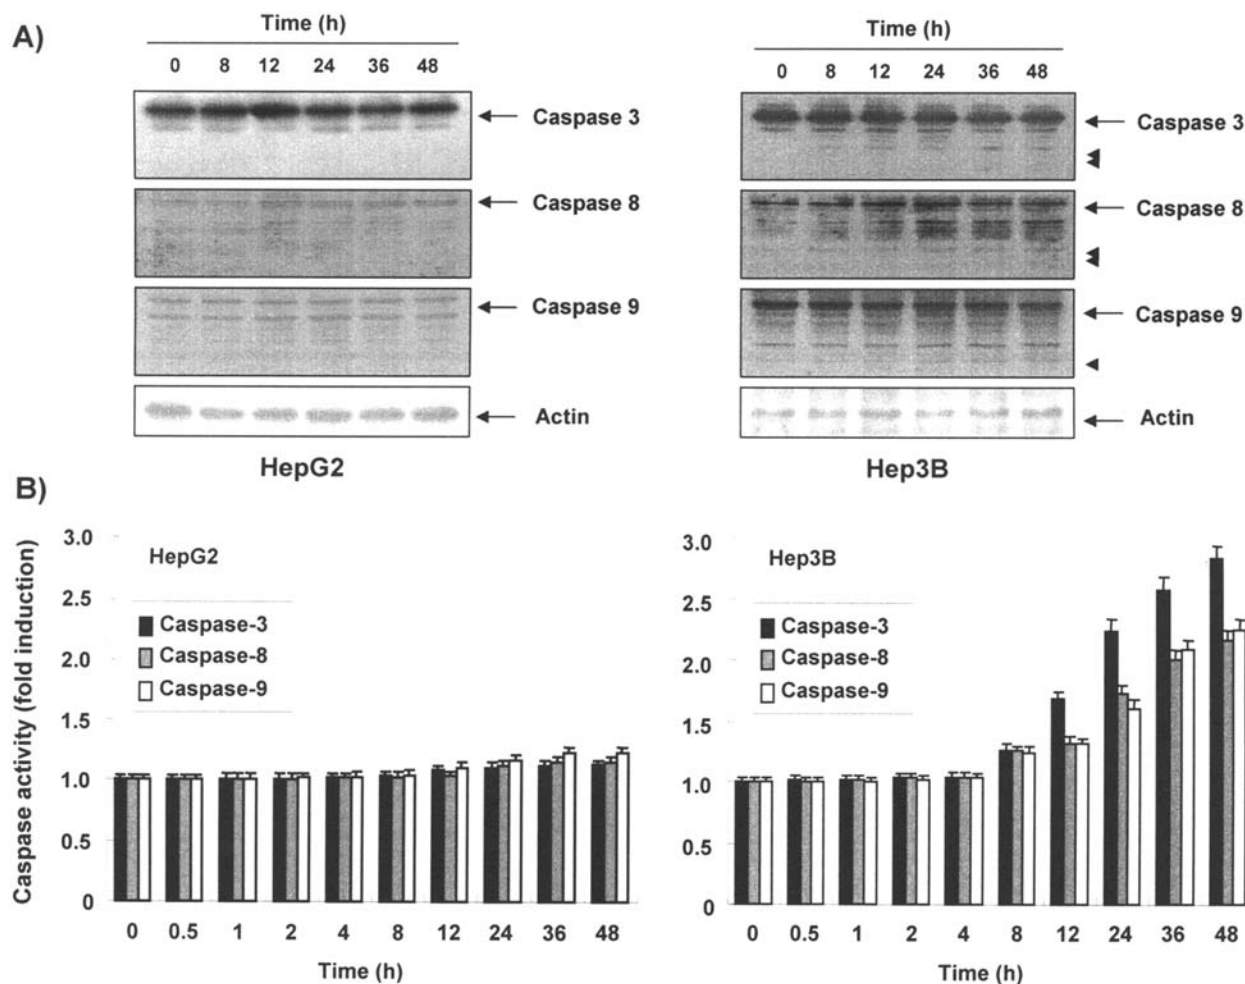 A)
Time (h)
0 8 12 24 36 48
Caspase 3
Caspase 8
Caspase 9
Actin
HepG2
Time (h)
0 8 12 24 36 48
Caspase 3
Caspase 8
Caspase 9
Actin
Hep3B
B)
Caspase activity (fold induction)
3.0
2.5
2.0
1.5
1.0
0.5
0
HepG2
Caspase-3
Caspase-8
Caspase-9
0 0.5 1 2 4 8 12 24 36 48
Time (h)
3.0
2.5
2.0
1.5
1.0
0.5
0
Hep3B
Caspase-3
Caspase-8
Caspase-9
0 0.5 1 2 4 8 12 24 36 48
Time (h)